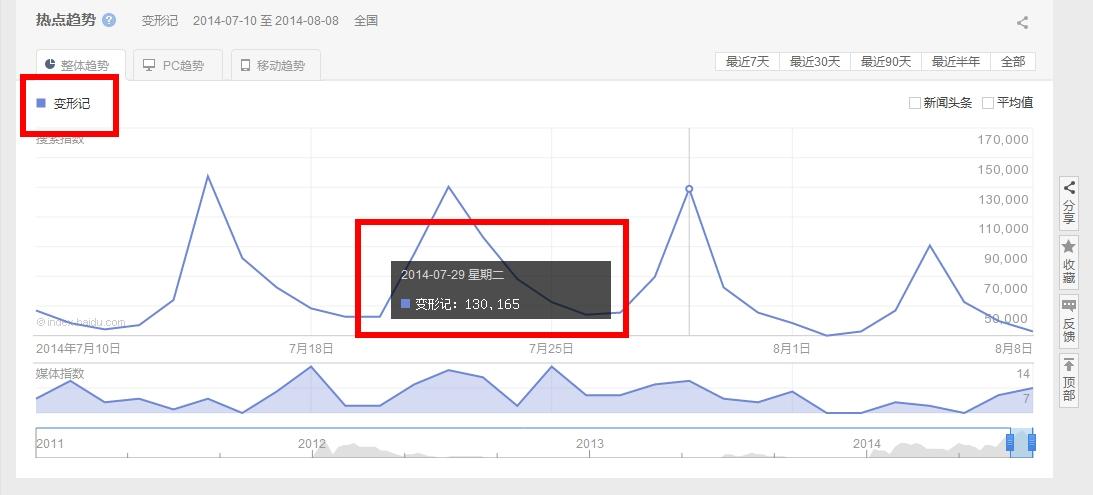 热点趋势 ? 变形记 2014-07-10 至 2014-08-08 全国
整体趋势 PC趋势 移动趋势 最近7天 最近30天 最近90天 最近半年 全部
变形记 新闻头条 平均值
搜索指数
170,000
150,000
130,000
110,000
90,000
70,000
50,000
2014-07-29 星期二
变形记: 130,165
© index.baidu.com
2014年7月10日 7月18日 7月25日 8月1日 8月8日
媒体指数
14
7
2011 2012 2013 2014
分享
收藏
反馈
顶部